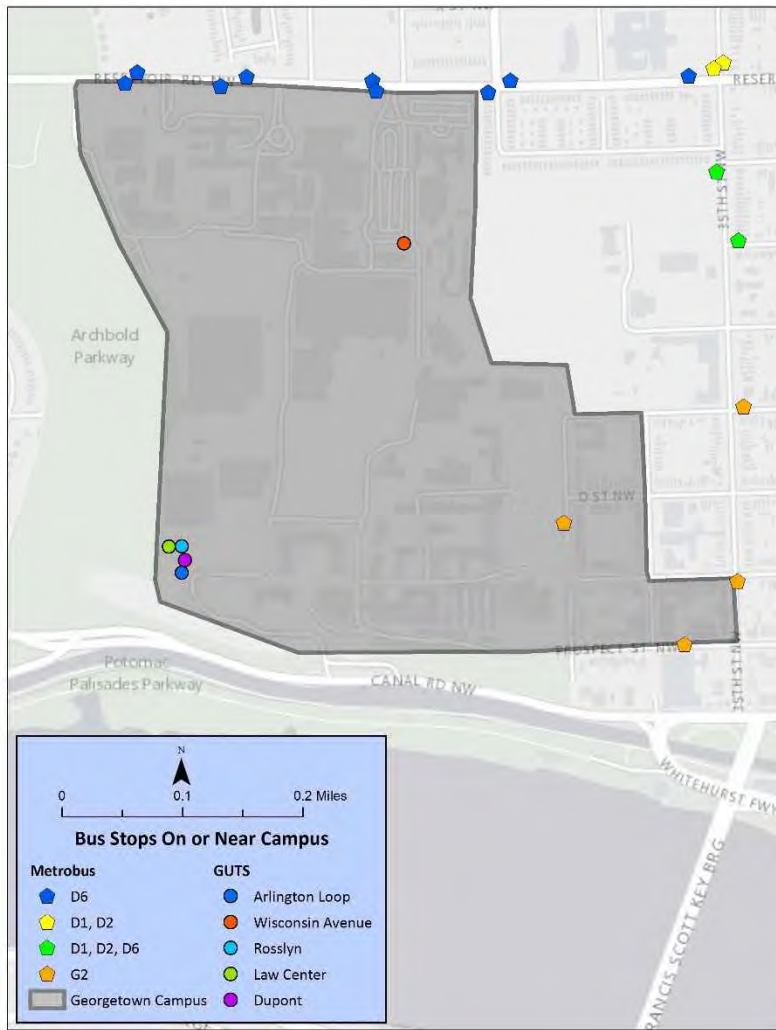 RESERVOIR RD NW
RESER
35TH ST NW
Archbold
Parkway
O ST NW
PROSPECT ST NW
35TH ST NW
Potomac
Palisades Parkway
CANAL RD NW
WHITEHURST FWY
RANCIS SCOTT KEY BRG
N
0 0.1 0.2 Miles
Bus Stops On or Near Campus
Metrobus GUTS
D6 Arlington Loop
D1, D2 Wisconsin Avenue
D1, D2, D6 Rosslyn
G2 Law Center
Georgetown Campus Dupont